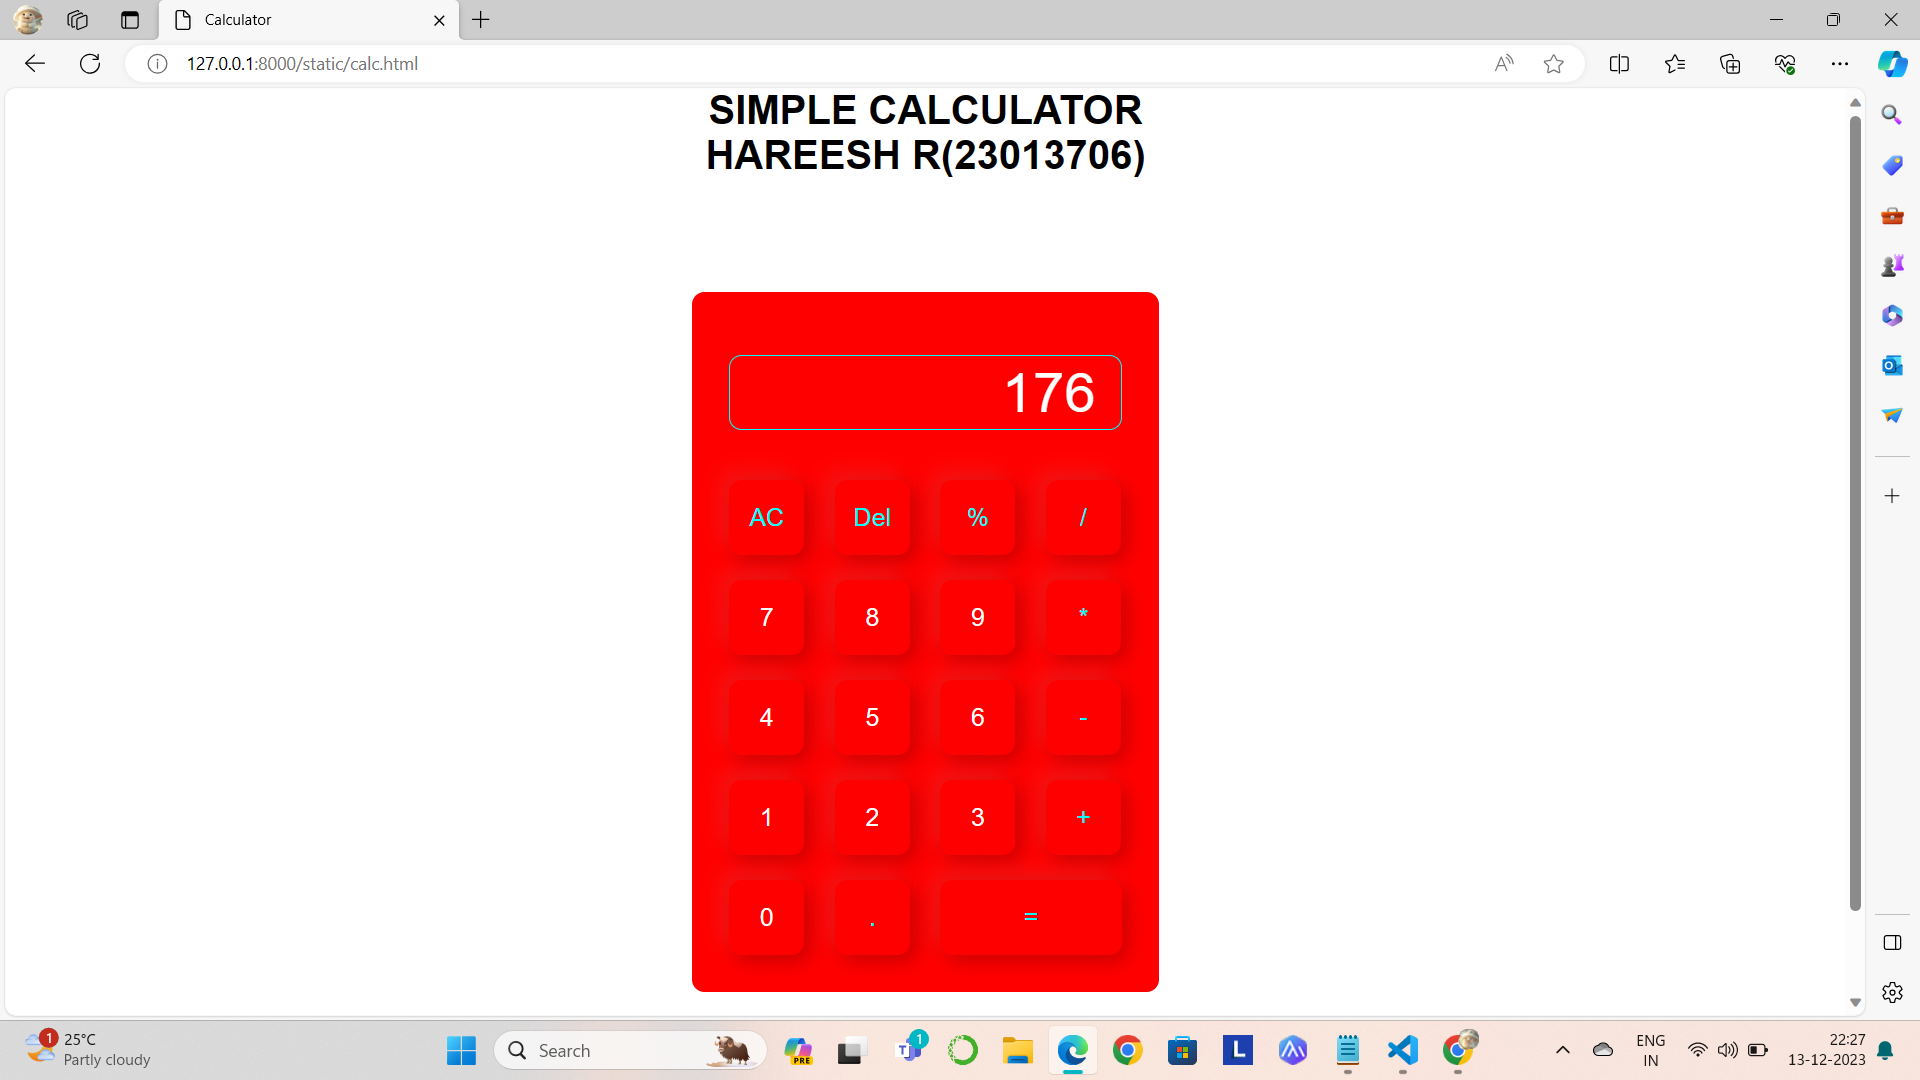 Calculator
127.0.0.1:8000/static/calc.html
SIMPLE CALCULATOR
HAREESH R(23013706)
176
AC Del % /
7 8 9 *
4 5 6 -
1 2 3 +
0 . =
1
25°C
Partly cloudy
Search
PRE
T
1
L
ENG
IN
22:27
13-12-2023